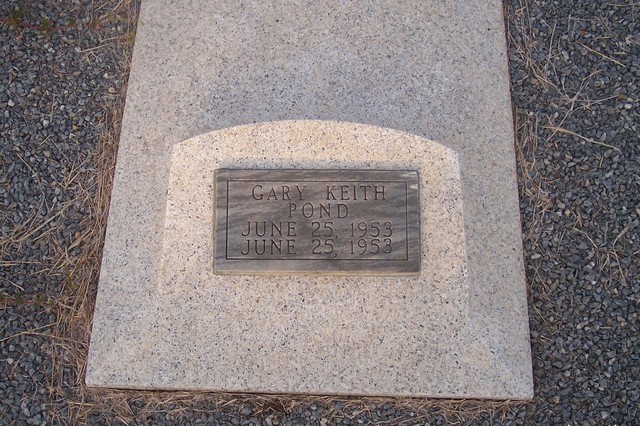 GARY KEITH
POND
JUNE 25, 1953
JUNE 25, 1953